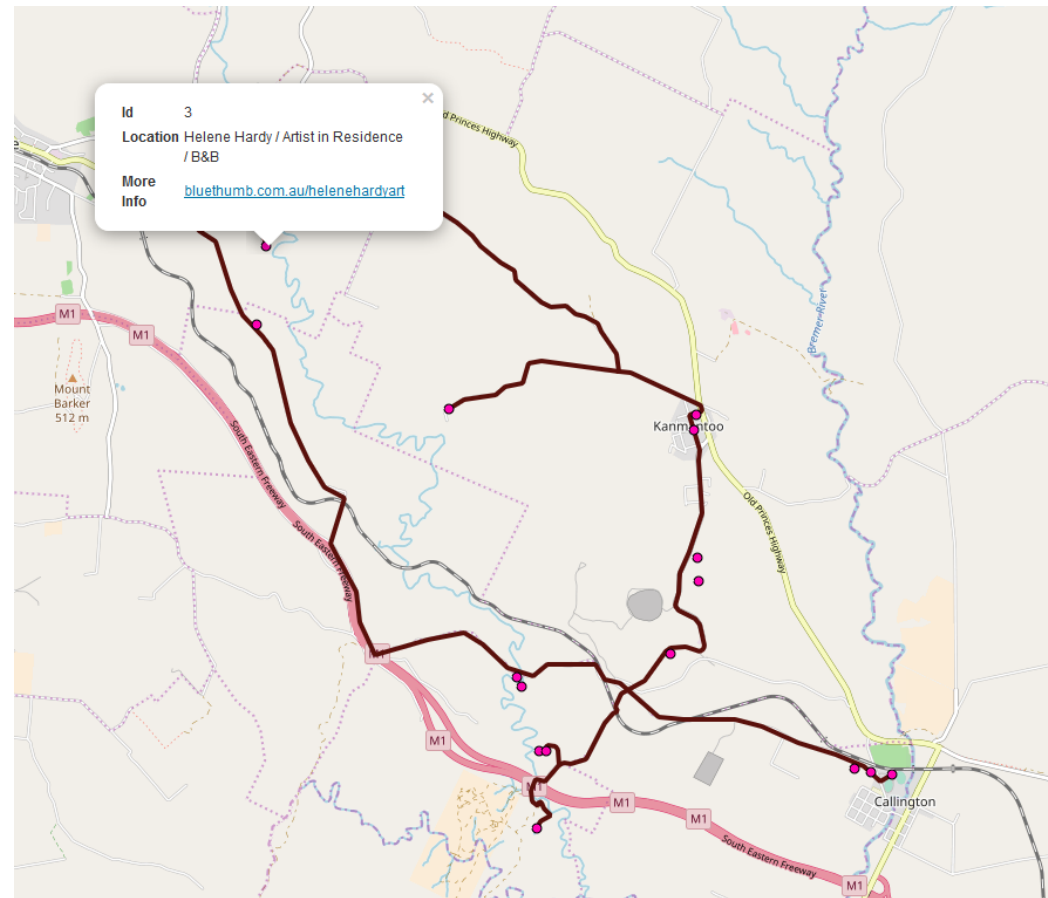 Id 3
Location Helene Hardy / Artist in Residence
/ B&B
More
Info
bluethumb.com.au/helenehardyart
×
d Princes Highway
e
M1
M1
Mount
Barker
512 m
South Eastern Freeway
South Eastern Freeway
Bremer River
Kanmantoo
Old Princes Highway
M1
M1
M1
M1
M1
South Eastern Freeway
Callington
M1